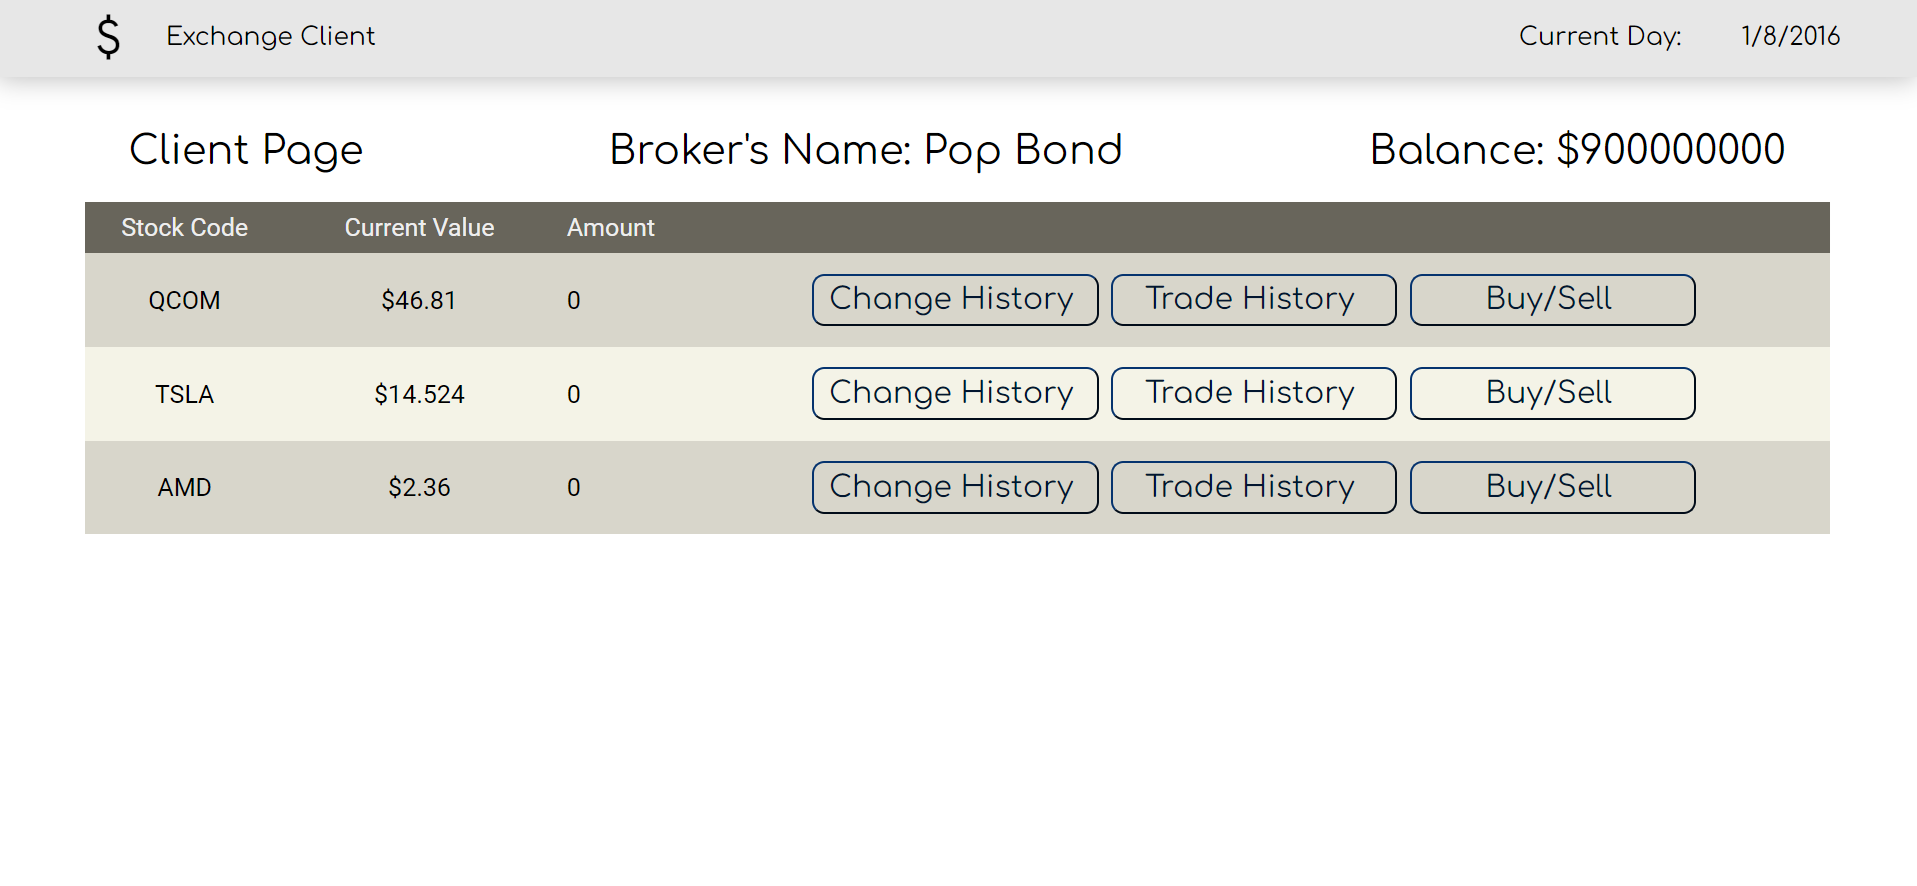 $ Exchange Client Current Day: 1/8/2016
Client Page Broker's Name: Pop Bond Balance: $900000000
Stock Code Current Value Amount
QCOM $46.81 0 Change History Trade History Buy/Sell
TSLA $14.524 0 Change History Trade History Buy/Sell
AMD $2.36 0 Change History Trade History Buy/Sell